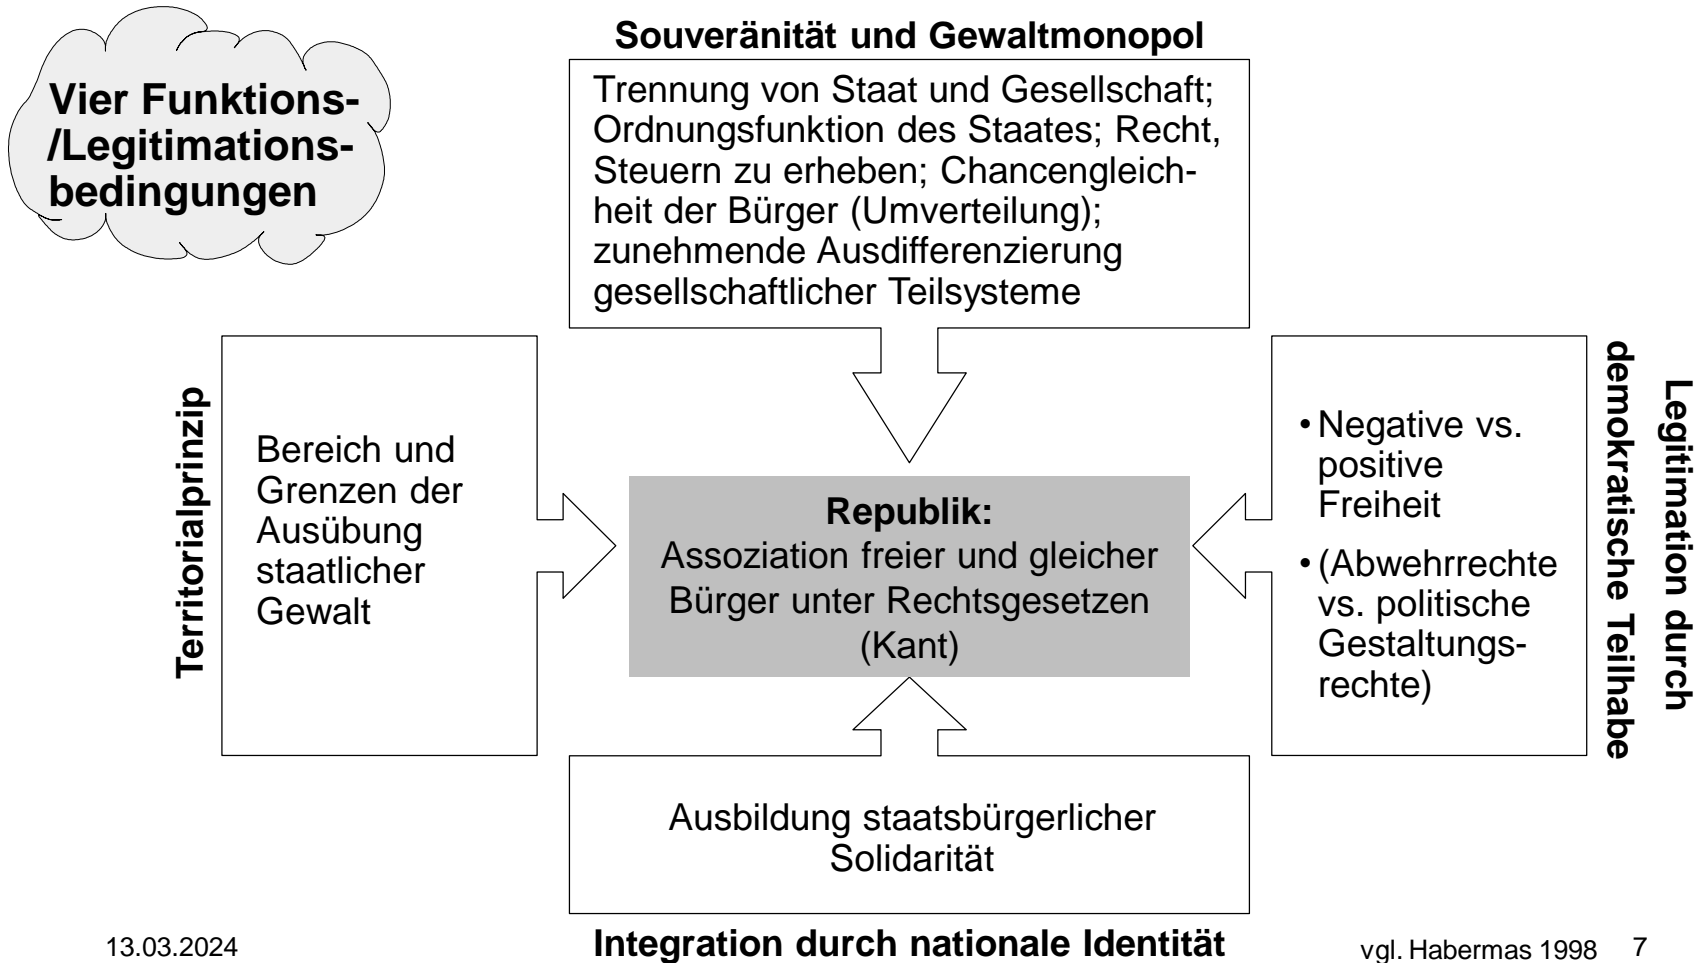 Vier Funktions-
/Legitimations-
bedingungen
Souveränität und Gewaltmonopol
Trennung von Staat und Gesellschaft;
Ordnungsfunktion des Staates; Recht,
Steuern zu erheben; Chancengleich-
heit der Bürger (Umverteilung);
zunehmende Ausdifferenzierung
gesellschaftlicher Teilsysteme
Territorialprinzip
Bereich und
Grenzen der
Ausübung
staatlicher
Gewalt
Republik:
Assoziation freier und gleicher
Bürger unter Rechtsgesetzen
(Kant)
• Negative vs.
positive
Freiheit
• (Abwehrrechte
vs. politische
Gestaltungs-
rechte)
Legitimation durch
demokratische Teilhabe
Ausbildung staatsbürgerlicher
Solidarität
Integration durch nationale Identität
13.03.2024
vgl. Habermas 1998 7